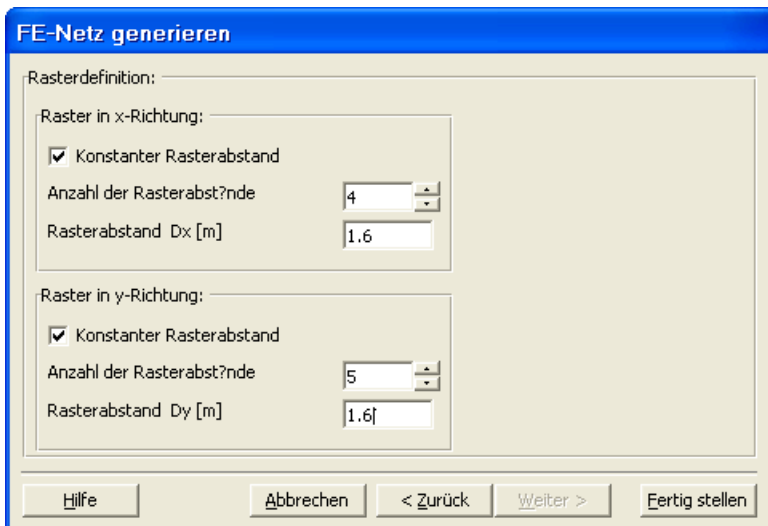 FE-Netz generieren
Rasterdefinition:
Raster in x-Richtung:
Konstanter Rasterabstand
Anzahl der Rasterabst?nde 4
Rasterabstand Dx [m] 1.6
Raster in y-Richtung:
Konstanter Rasterabstand
Anzahl der Rasterabst?nde 5
Rasterabstand Dy [m] 1.6
Hilfe Abbrechen < Zurück Weiter > Fertig stellen